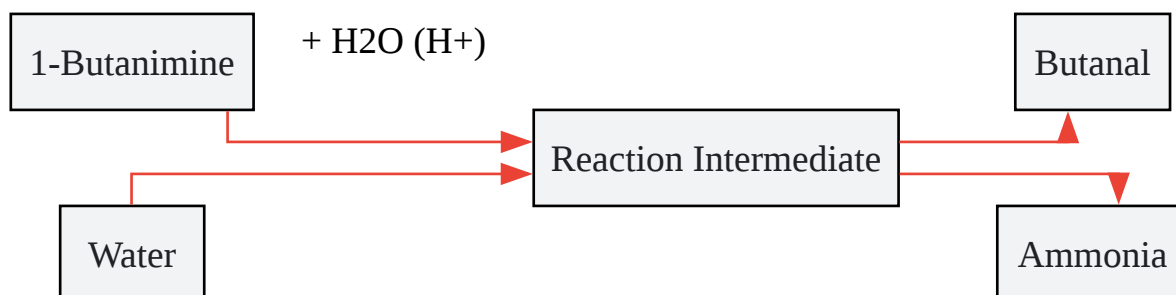 1-Butanimine
+ H2O (H+)
Butanal
Reaction Intermediate
Water
Ammonia